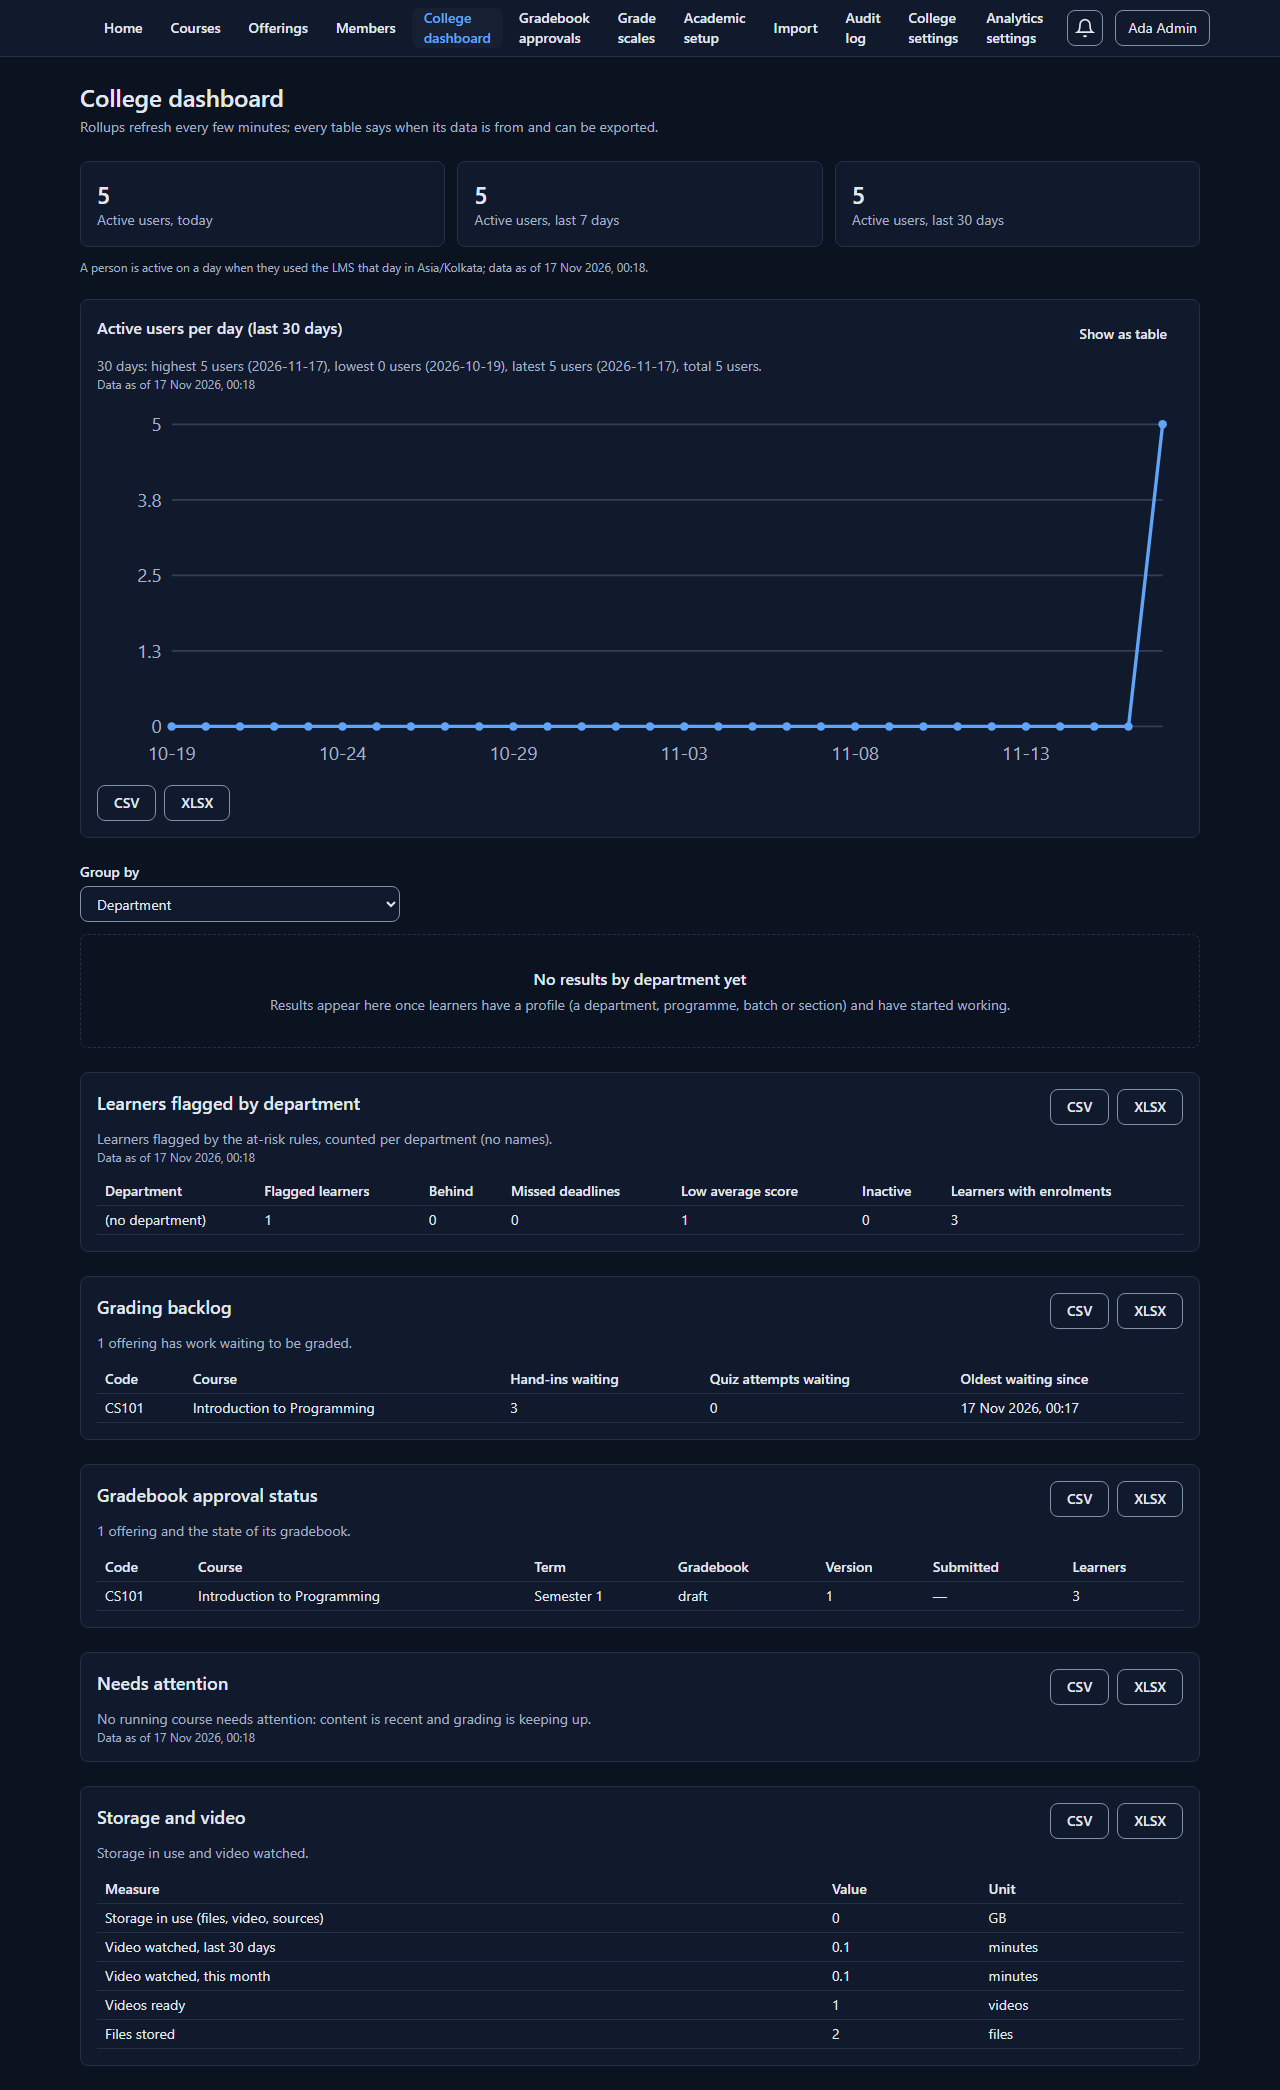 Home
Courses
Offerings
Members
College dashboard
Gradebook approvals
Grade scales
Academic setup
Import
Audit log
College settings
Analytics settings
Ada Admin
College dashboard
Rollups refresh every few minutes; every table says when its data is from and can be exported.
5
Active users, today
5
Active users, last 7 days
5
Active users, last 30 days
A person is active on a day when they used the LMS that day in Asia/Kolkata; data as of 17 Nov 2026, 00:18.
Active users per day (last 30 days)
Show as table
30 days: highest 5 users (2026-11-17), lowest 0 users (2026-10-19), latest 5 users (2026-11-17), total 5 users.
Data as of 17 Nov 2026, 00:18
5
3.8
2.5
1.3
0
10-19 10-24 10-29 11-03 11-08 11-13
CSV XLSX
Group by
Department
No results by department yet
Results appear here once learners have a profile (a department, programme, batch or section) and have started working.
Learners flagged by department
CSV XLSX
Learners flagged by the at-risk rules, counted per department (no names).
Data as of 17 Nov 2026, 00:18
Department Flagged learners Behind Missed deadlines Low average score Inactive Learners with enrolments
(no department) 1 0 0 1 0 3
Grading backlog
CSV XLSX
1 offering has work waiting to be graded.
Code Course Hand-ins waiting Quiz attempts waiting Oldest waiting since
CS101 Introduction to Programming 3 0 17 Nov 2026, 00:17
Gradebook approval status
CSV XLSX
1 offering and the state of its gradebook.
Code Course Term Gradebook Version Submitted Learners
CS101 Introduction to Programming Semester 1 draft 1 — 3
Needs attention
CSV XLSX
No running course needs attention: content is recent and grading is keeping up.
Data as of 17 Nov 2026, 00:18
Storage and video
CSV XLSX
Storage in use and video watched.
Measure Value Unit
Storage in use (files, video, sources) 0 GB
Video watched, last 30 days 0.1 minutes
Video watched, this month 0.1 minutes
Videos ready 1 videos
Files stored 2 files